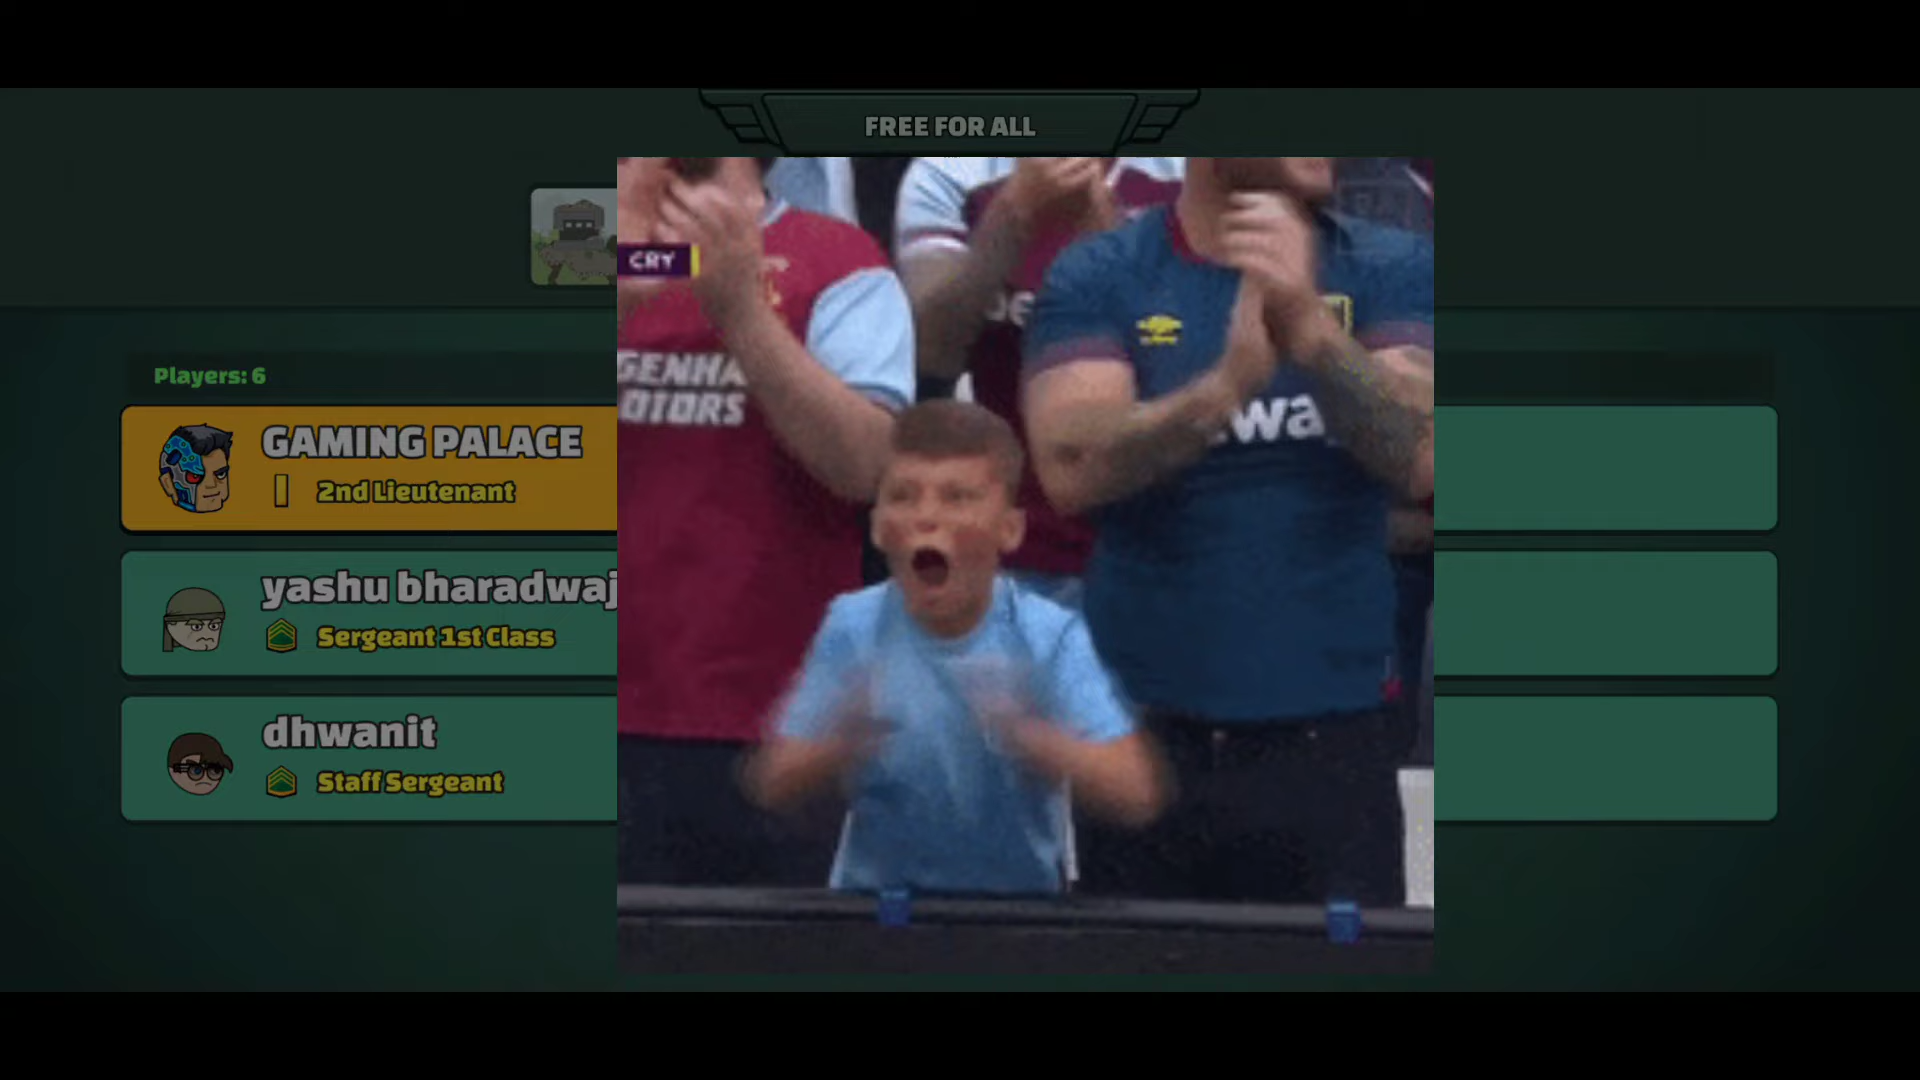 FREE FOR ALL
CRY
Players: 6
GAMING PALACE
2nd Lieutenant
yashu bharadwaj
Sergeant 1st Class
dhwanit
Staff Sergeant